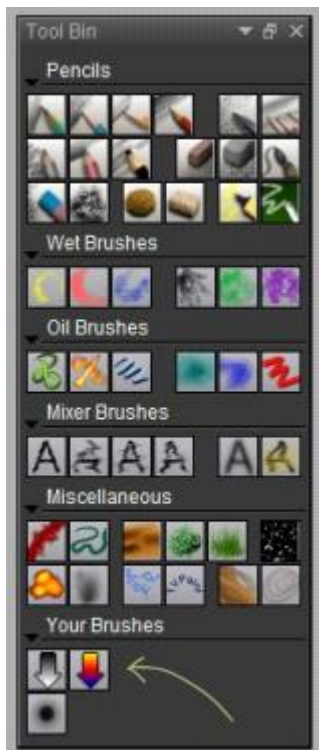 Tool Bin
Pencils
Wet Brushes
Oil Brushes
Mixer Brushes
A A A A A A
Miscellaneous
Your Brushes